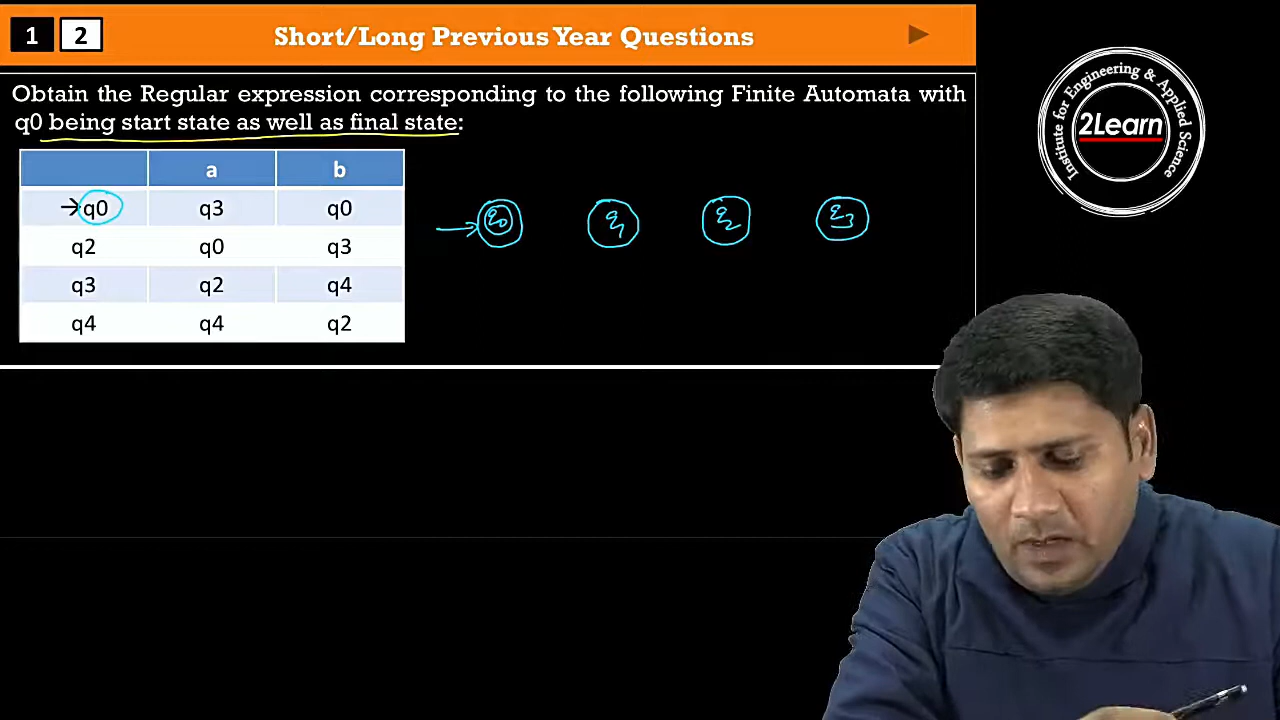 1 2 Short/Long Previous Year Questions
Obtain the Regular expression corresponding to the following Finite Automata with
q0 being start state as well as final state:
a b
→q0 q3 q0
q2 q0 q3
q3 q2 q4
q4 q4 q2
→ q0 q1 q2 q3
Institute for Engineering & Applied Science
2Learn